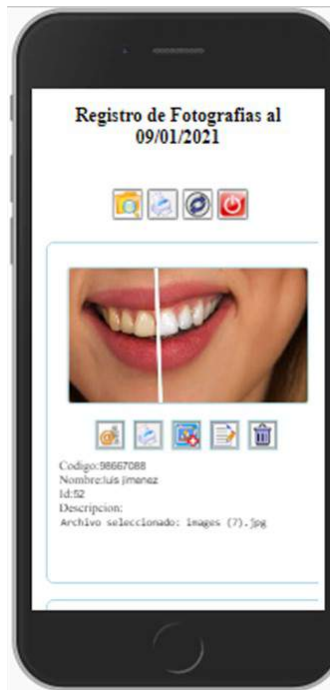 Registro de Fotografias al
09/01/2021
Codigo:98667088
Nombre:luis jimenez
Id:52
Descripcion:
Archivo seleccionado: images (7).jpg